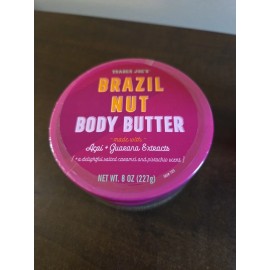 TRADER JOE'S
BRAZIL
NUT
BODY BUTTER
made with
Açaí + Guarana Extracts
(a delightful salted caramel and pistachio scent)
NET WT. 8 OZ (227g)